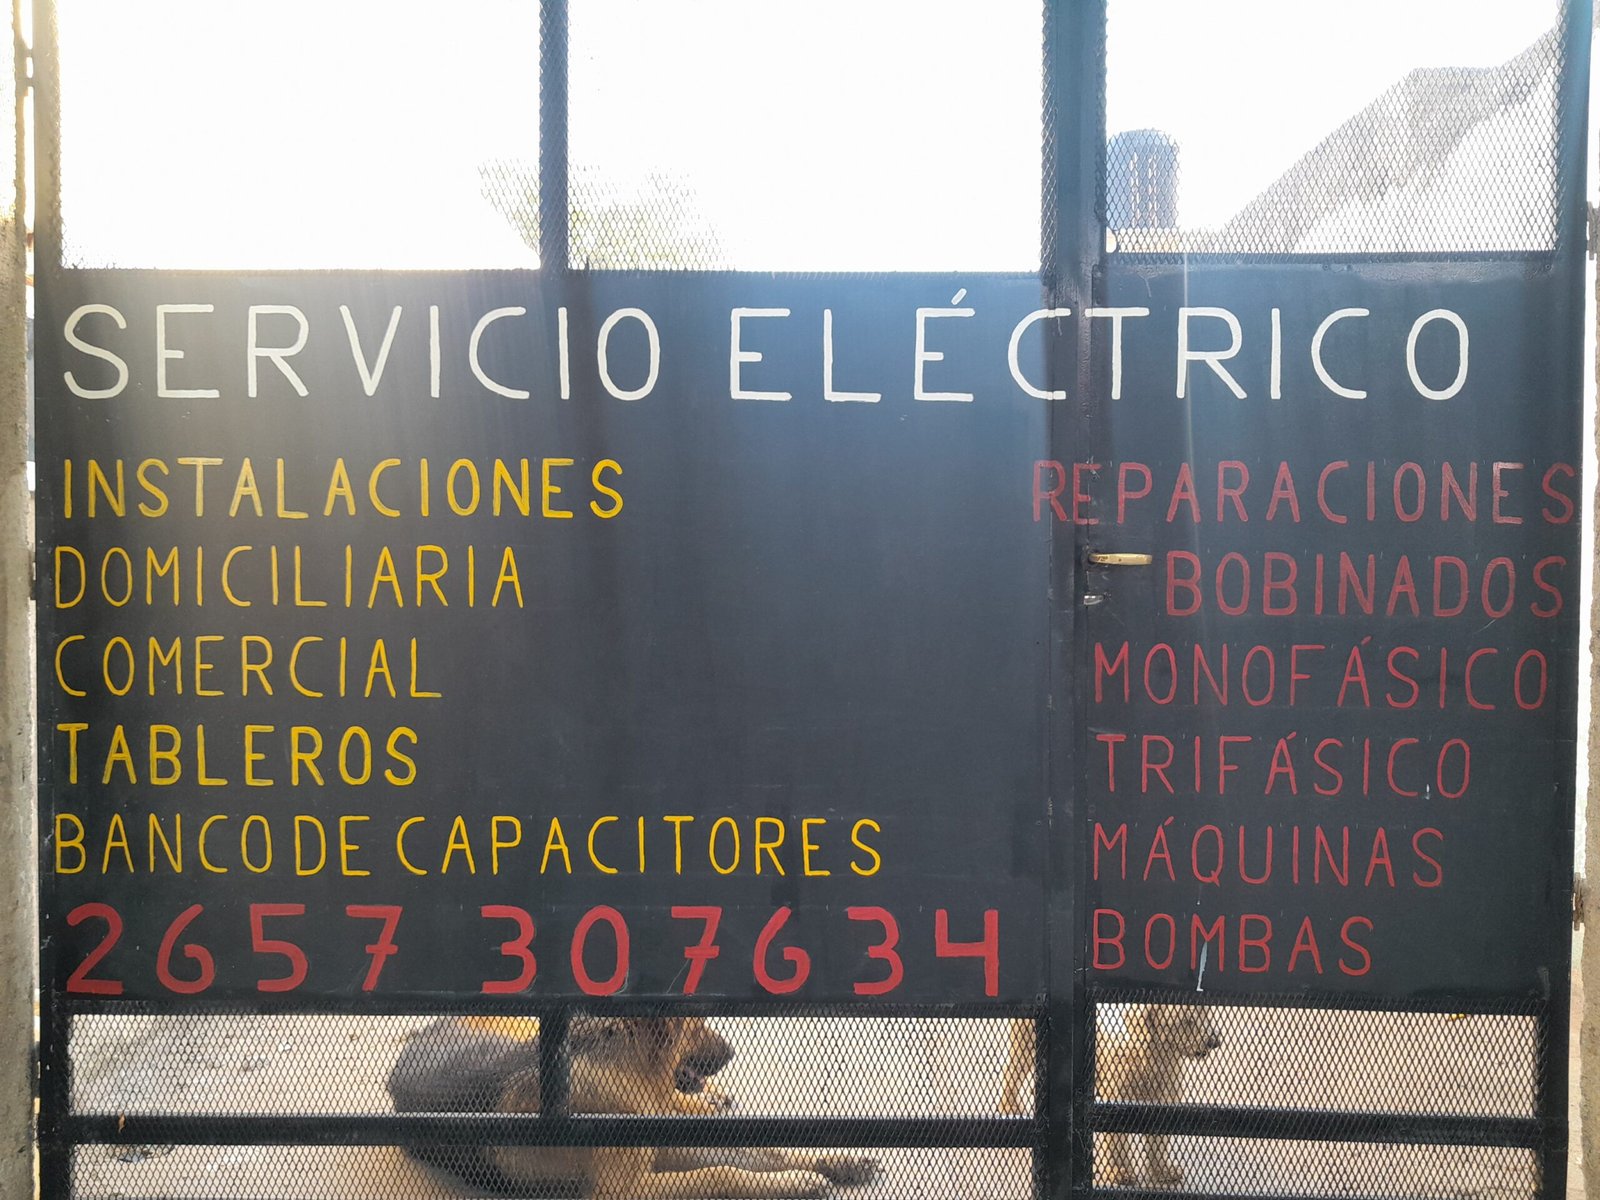 SERVICIO ELÉCTRICO
INSTALACIONES
DOMICILIARIA
COMERCIAL
TABLEROS
BANCO DE CAPACITORES
2657 307634
REPARACIONES
BOBINADOS
MONOFÁSICO
TRIFÁSICO
MÁQUINAS
BOMBAS